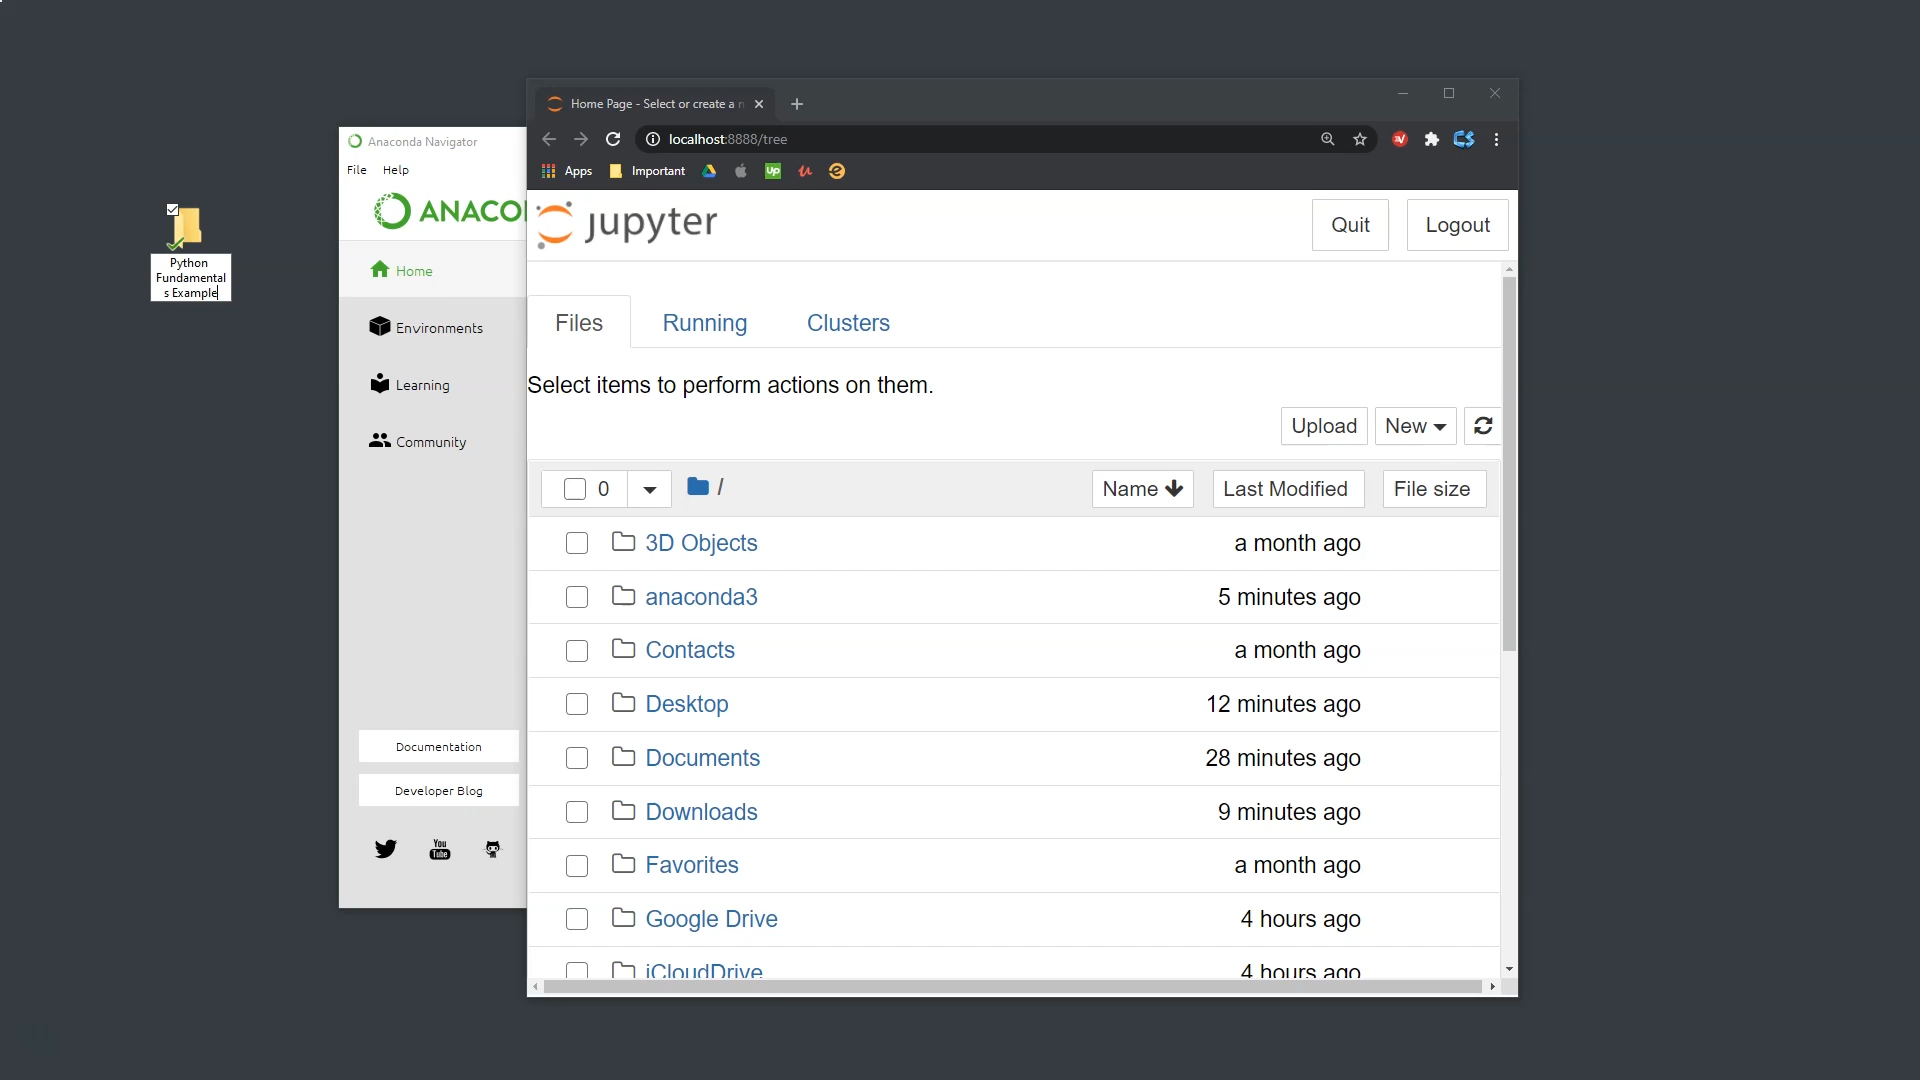 Home Page - Select or create a n
localhost:8888/tree
Apps
Important
UP
Anaconda Navigator
File Help
ANACO
Home
Environments
Learning
Community
Documentation
Developer Blog
You
Tube
Python
Fundamental
s Example
jupyter
Quit
Logout
Files
Running
Clusters
Select items to perform actions on them.
Upload
New
0
/
Name
Last Modified
File size
3D Objects a month ago
anaconda3 5 minutes ago
Contacts a month ago
Desktop 12 minutes ago
Documents 28 minutes ago
Downloads 9 minutes ago
Favorites a month ago
Google Drive 4 hours ago
iCloudDrive 4 hours ago